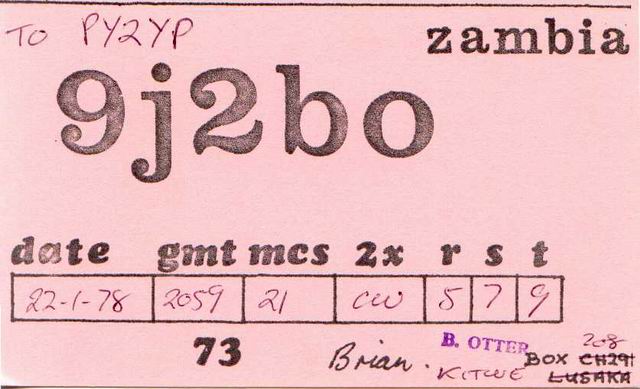 TO PY2YP
zambia
9j2bo
date gmt mcs 2x r s t
22-1-78 2059 21 cw 5 7 9
73 Brian. B. OTTER BOX CH291 208
KITWE LUSAKA